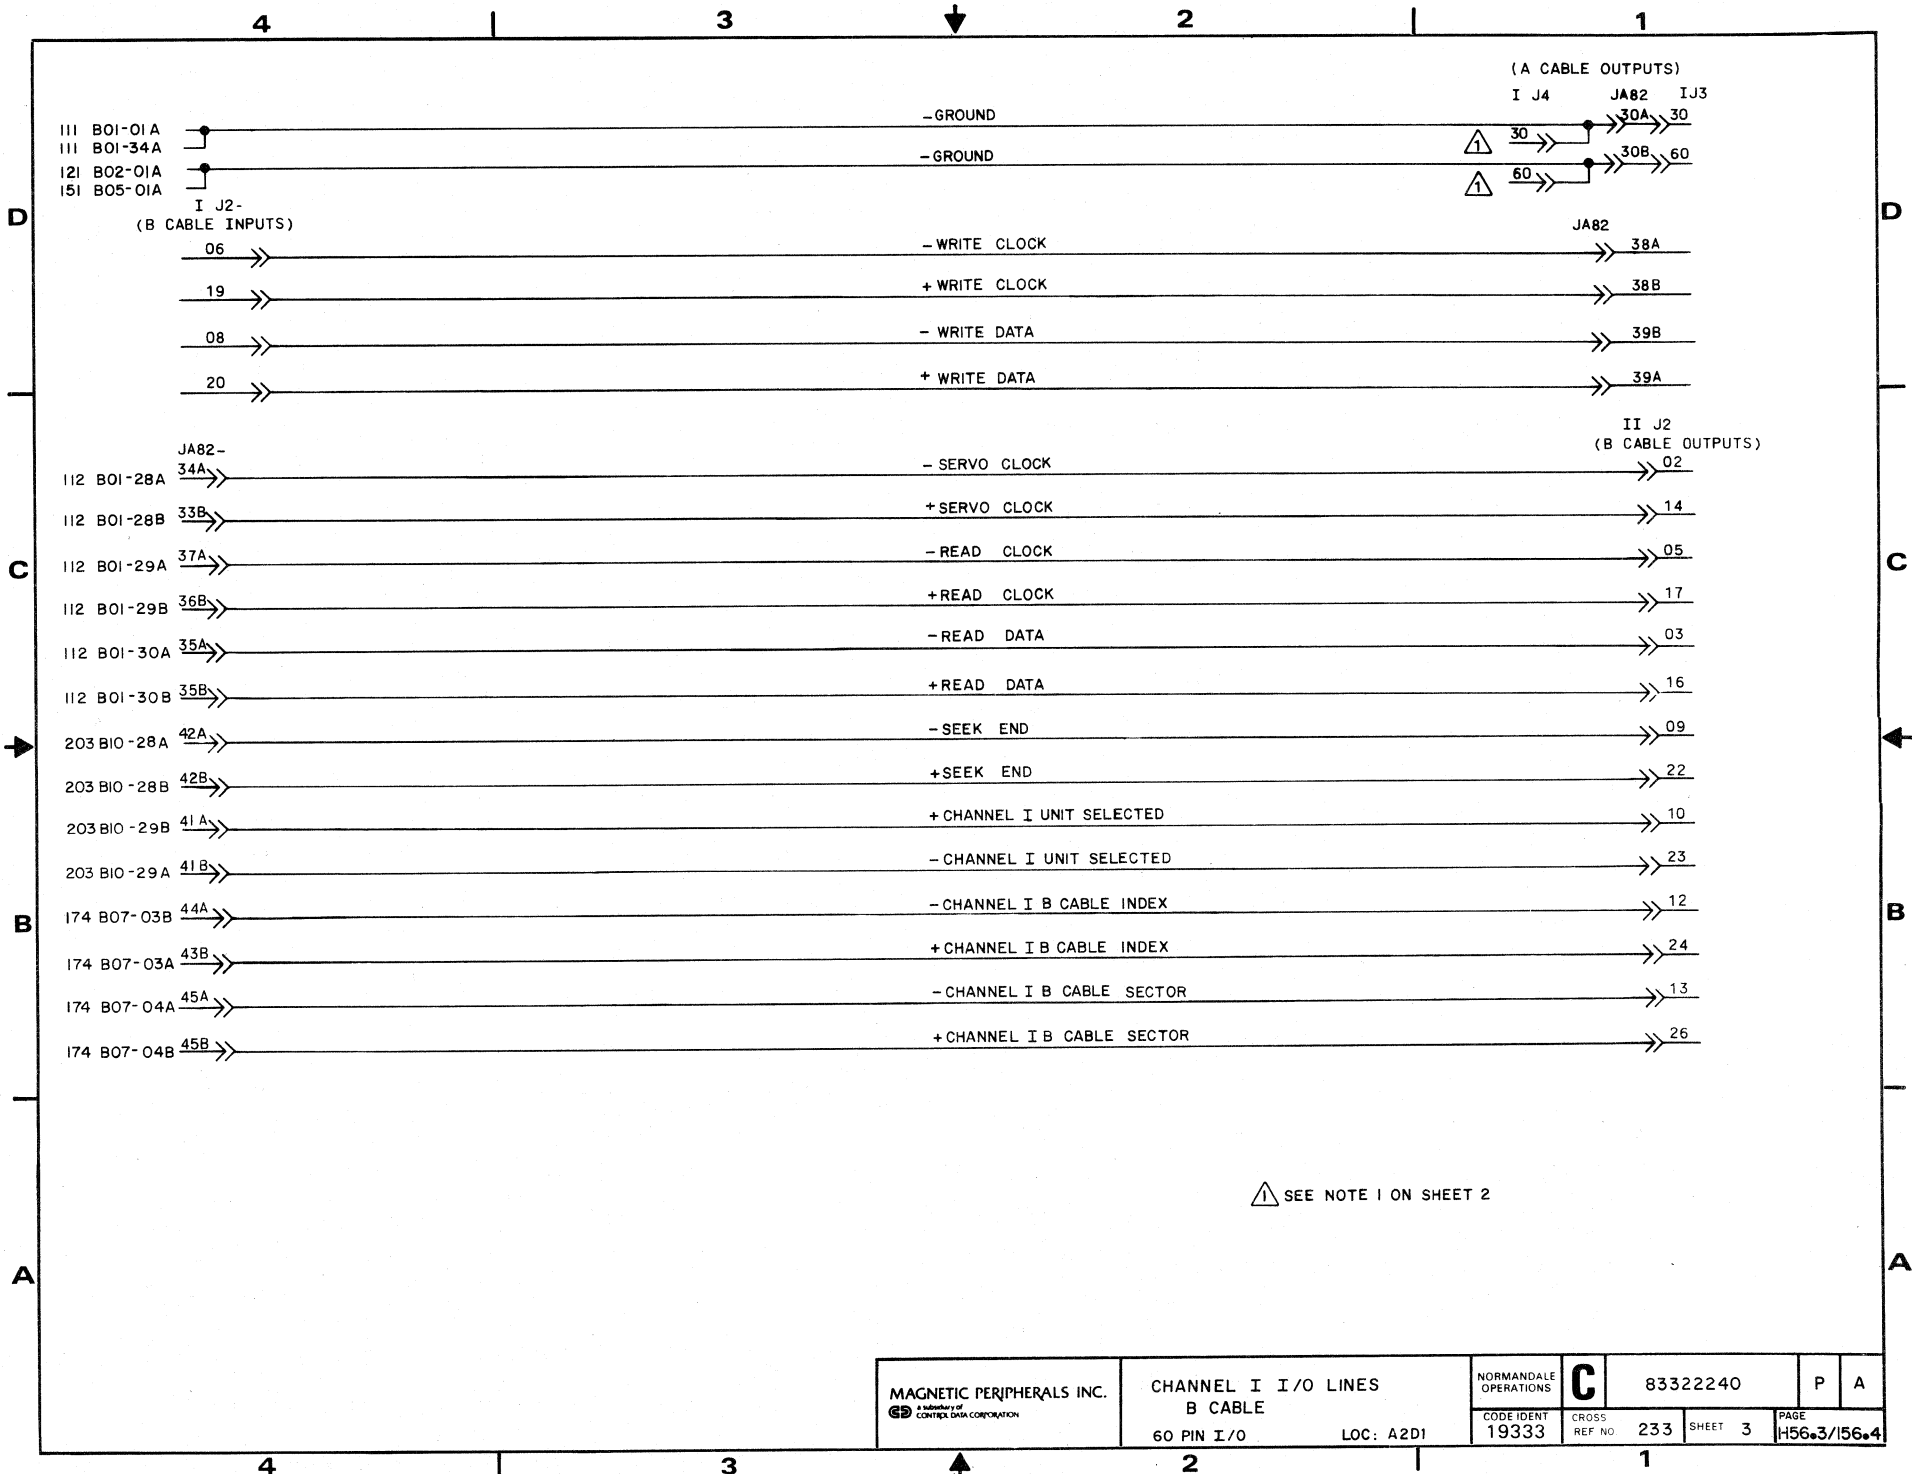 4 3 2 1
(A CABLE OUTPUTS)
I J4 JA82 IJ3
111 B01-01A -GROUND 30A 30
111 B01-34A 1 30
121 B02-01A -GROUND 30B 60
151 B05-01A 1 60
I J2-
D D
(B CABLE INPUTS) JA82
06 -WRITE CLOCK 38A
19 +WRITE CLOCK 38B
08 -WRITE DATA 39B
20 +WRITE DATA 39A
II J2
JA82- (B CABLE OUTPUTS)
112 B01-28A 34A -SERVO CLOCK 02
112 B01-28B 33B +SERVO CLOCK 14
112 B01-29A 37A -READ CLOCK 05
C C
112 B01-29B 36B +READ CLOCK 17
112 B01-30A 35A -READ DATA 03
112 B01-30B 35B +READ DATA 16
203 B10-28A 42A -SEEK END 09
203 B10-28B 42B +SEEK END 22
203 B10-29B 41A +CHANNEL I UNIT SELECTED 10
203 B10-29A 41B -CHANNEL I UNIT SELECTED 23
174 B07-03B 44A -CHANNEL I B CABLE INDEX 12
B B
174 B07-03A 43B +CHANNEL I B CABLE INDEX 24
174 B07-04A 45A -CHANNEL I B CABLE SECTOR 13
174 B07-04B 45B +CHANNEL I B CABLE SECTOR 26
1 SEE NOTE 1 ON SHEET 2
A A
MAGNETIC PERIPHERALS INC.
a subsidiary of
CONTROL DATA CORPORATION
CHANNEL I I/O LINES
B CABLE
60 PIN I/O LOC: A2D1
NORMANDALE
OPERATIONS
C 83322240 P A
CODE IDENT
19333
CROSS
REF NO. 233 SHEET 3
PAGE
H56.3/I56.4
4 3 2 1